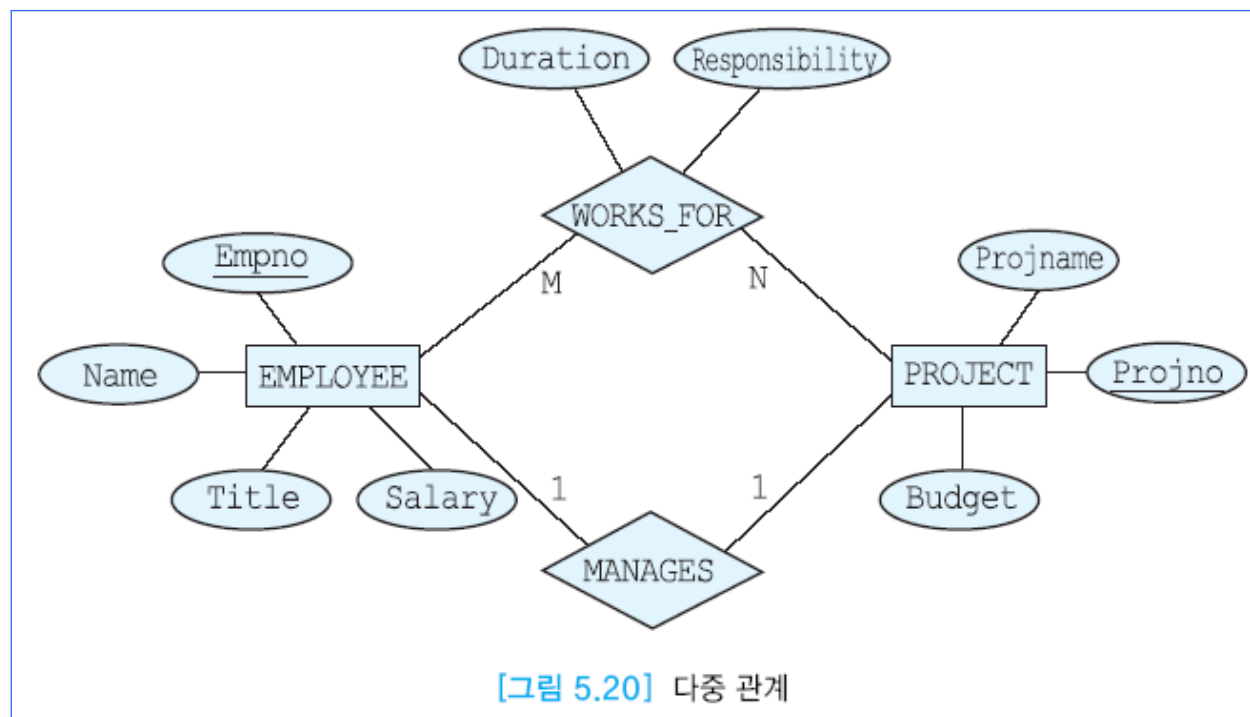 Duration
Responsibility
WORKS_FOR
Empno
Projname
M
N
Name
EMPLOYEE
PROJECT
Projno
Title
Salary
1
1
Budget
MANAGES
[그림 5.20] 다중 관계